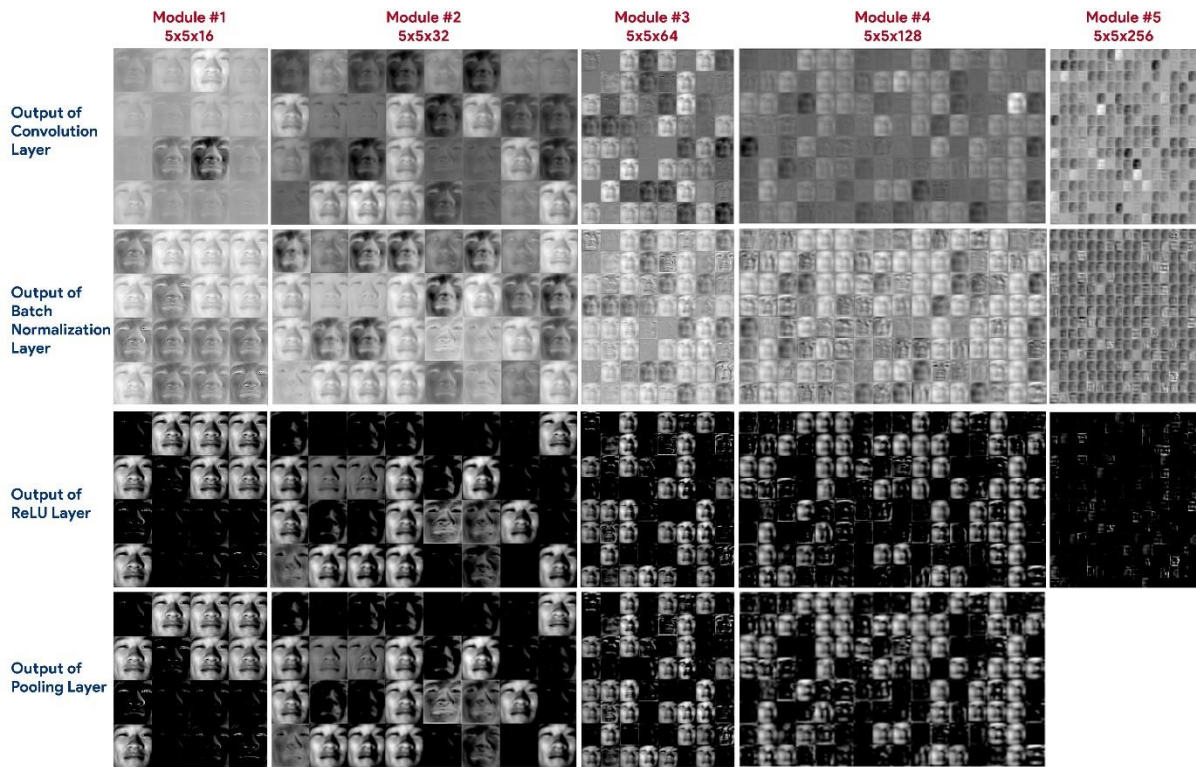 Module #1
5x5x16
Module #2
5x5x32
Module #3
5x5x64
Module #4
5x5x128
Module #5
5x5x256
Output of
Convolution
Layer
Output of
Batch
Normalization
Layer
Output of
ReLU Layer
Output of
Pooling Layer